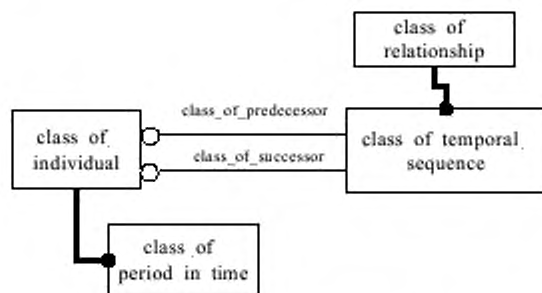 class of
relationship
class_of_predecessor
class of
individual
class of temporal
sequence
class_of_successor
class of
period in time